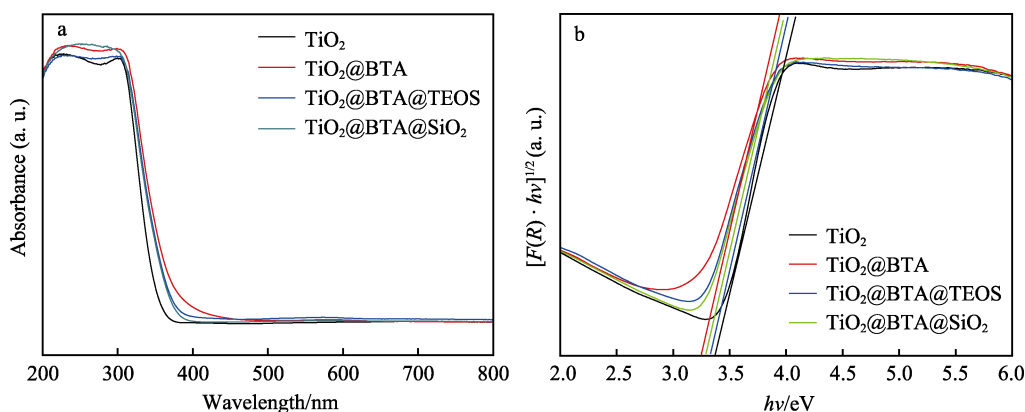 a
TiO₂
TiO₂@BTA
TiO₂@BTA@TEOS
TiO₂@BTA@SiO₂
Absorbance (a. u.)
200 300 400 500 600 700 800
Wavelength/nm
b
[F(R) · hv]^1/2 (a. u.)
TiO₂
TiO₂@BTA
TiO₂@BTA@TEOS
TiO₂@BTA@SiO₂
2.0 2.5 3.0 3.5 4.0 4.5 5.0 5.5 6.0
hv/eV